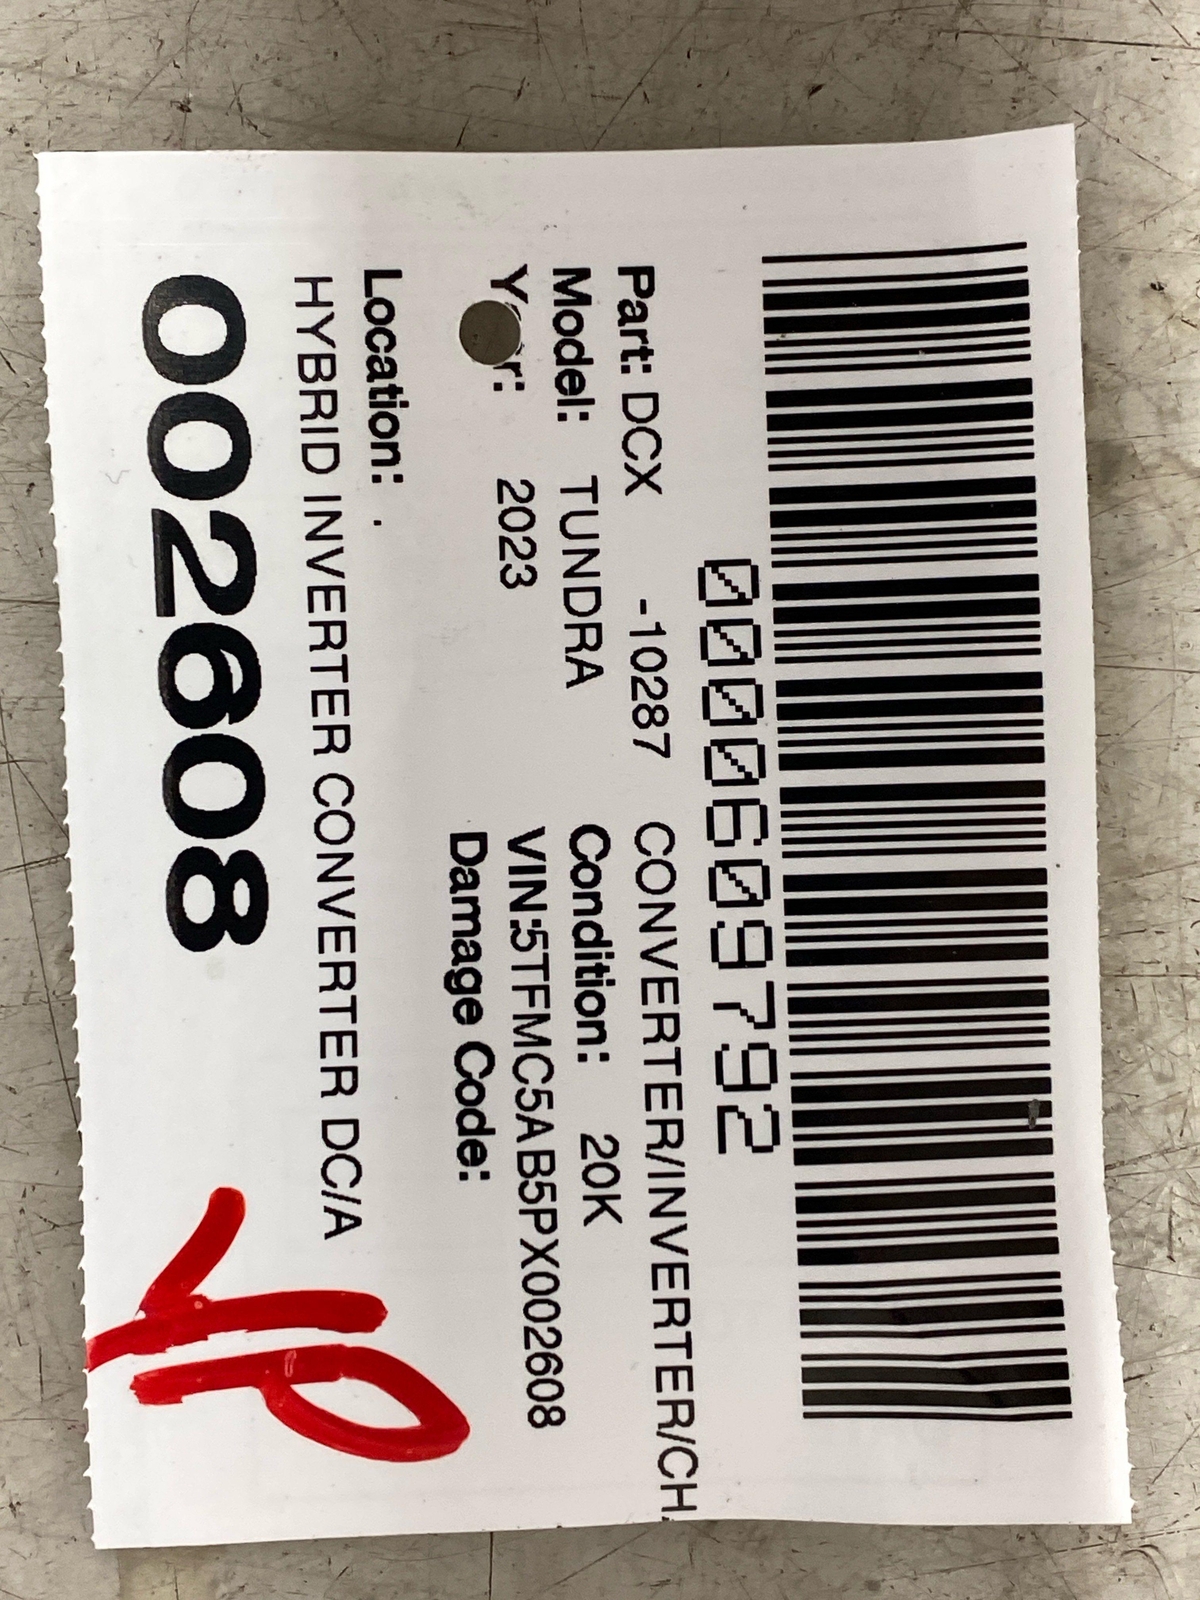 0000609792
Part: DCX -10287 CONVERTER/INVERTER/CH
Model: TUNDRA Condition: 20K
Year: 2023 VIN:5TFMC5AB5PX002608
Damage Code:
Location: .
HYBRID INVERTER CONVERTER DC/A
002608
JP